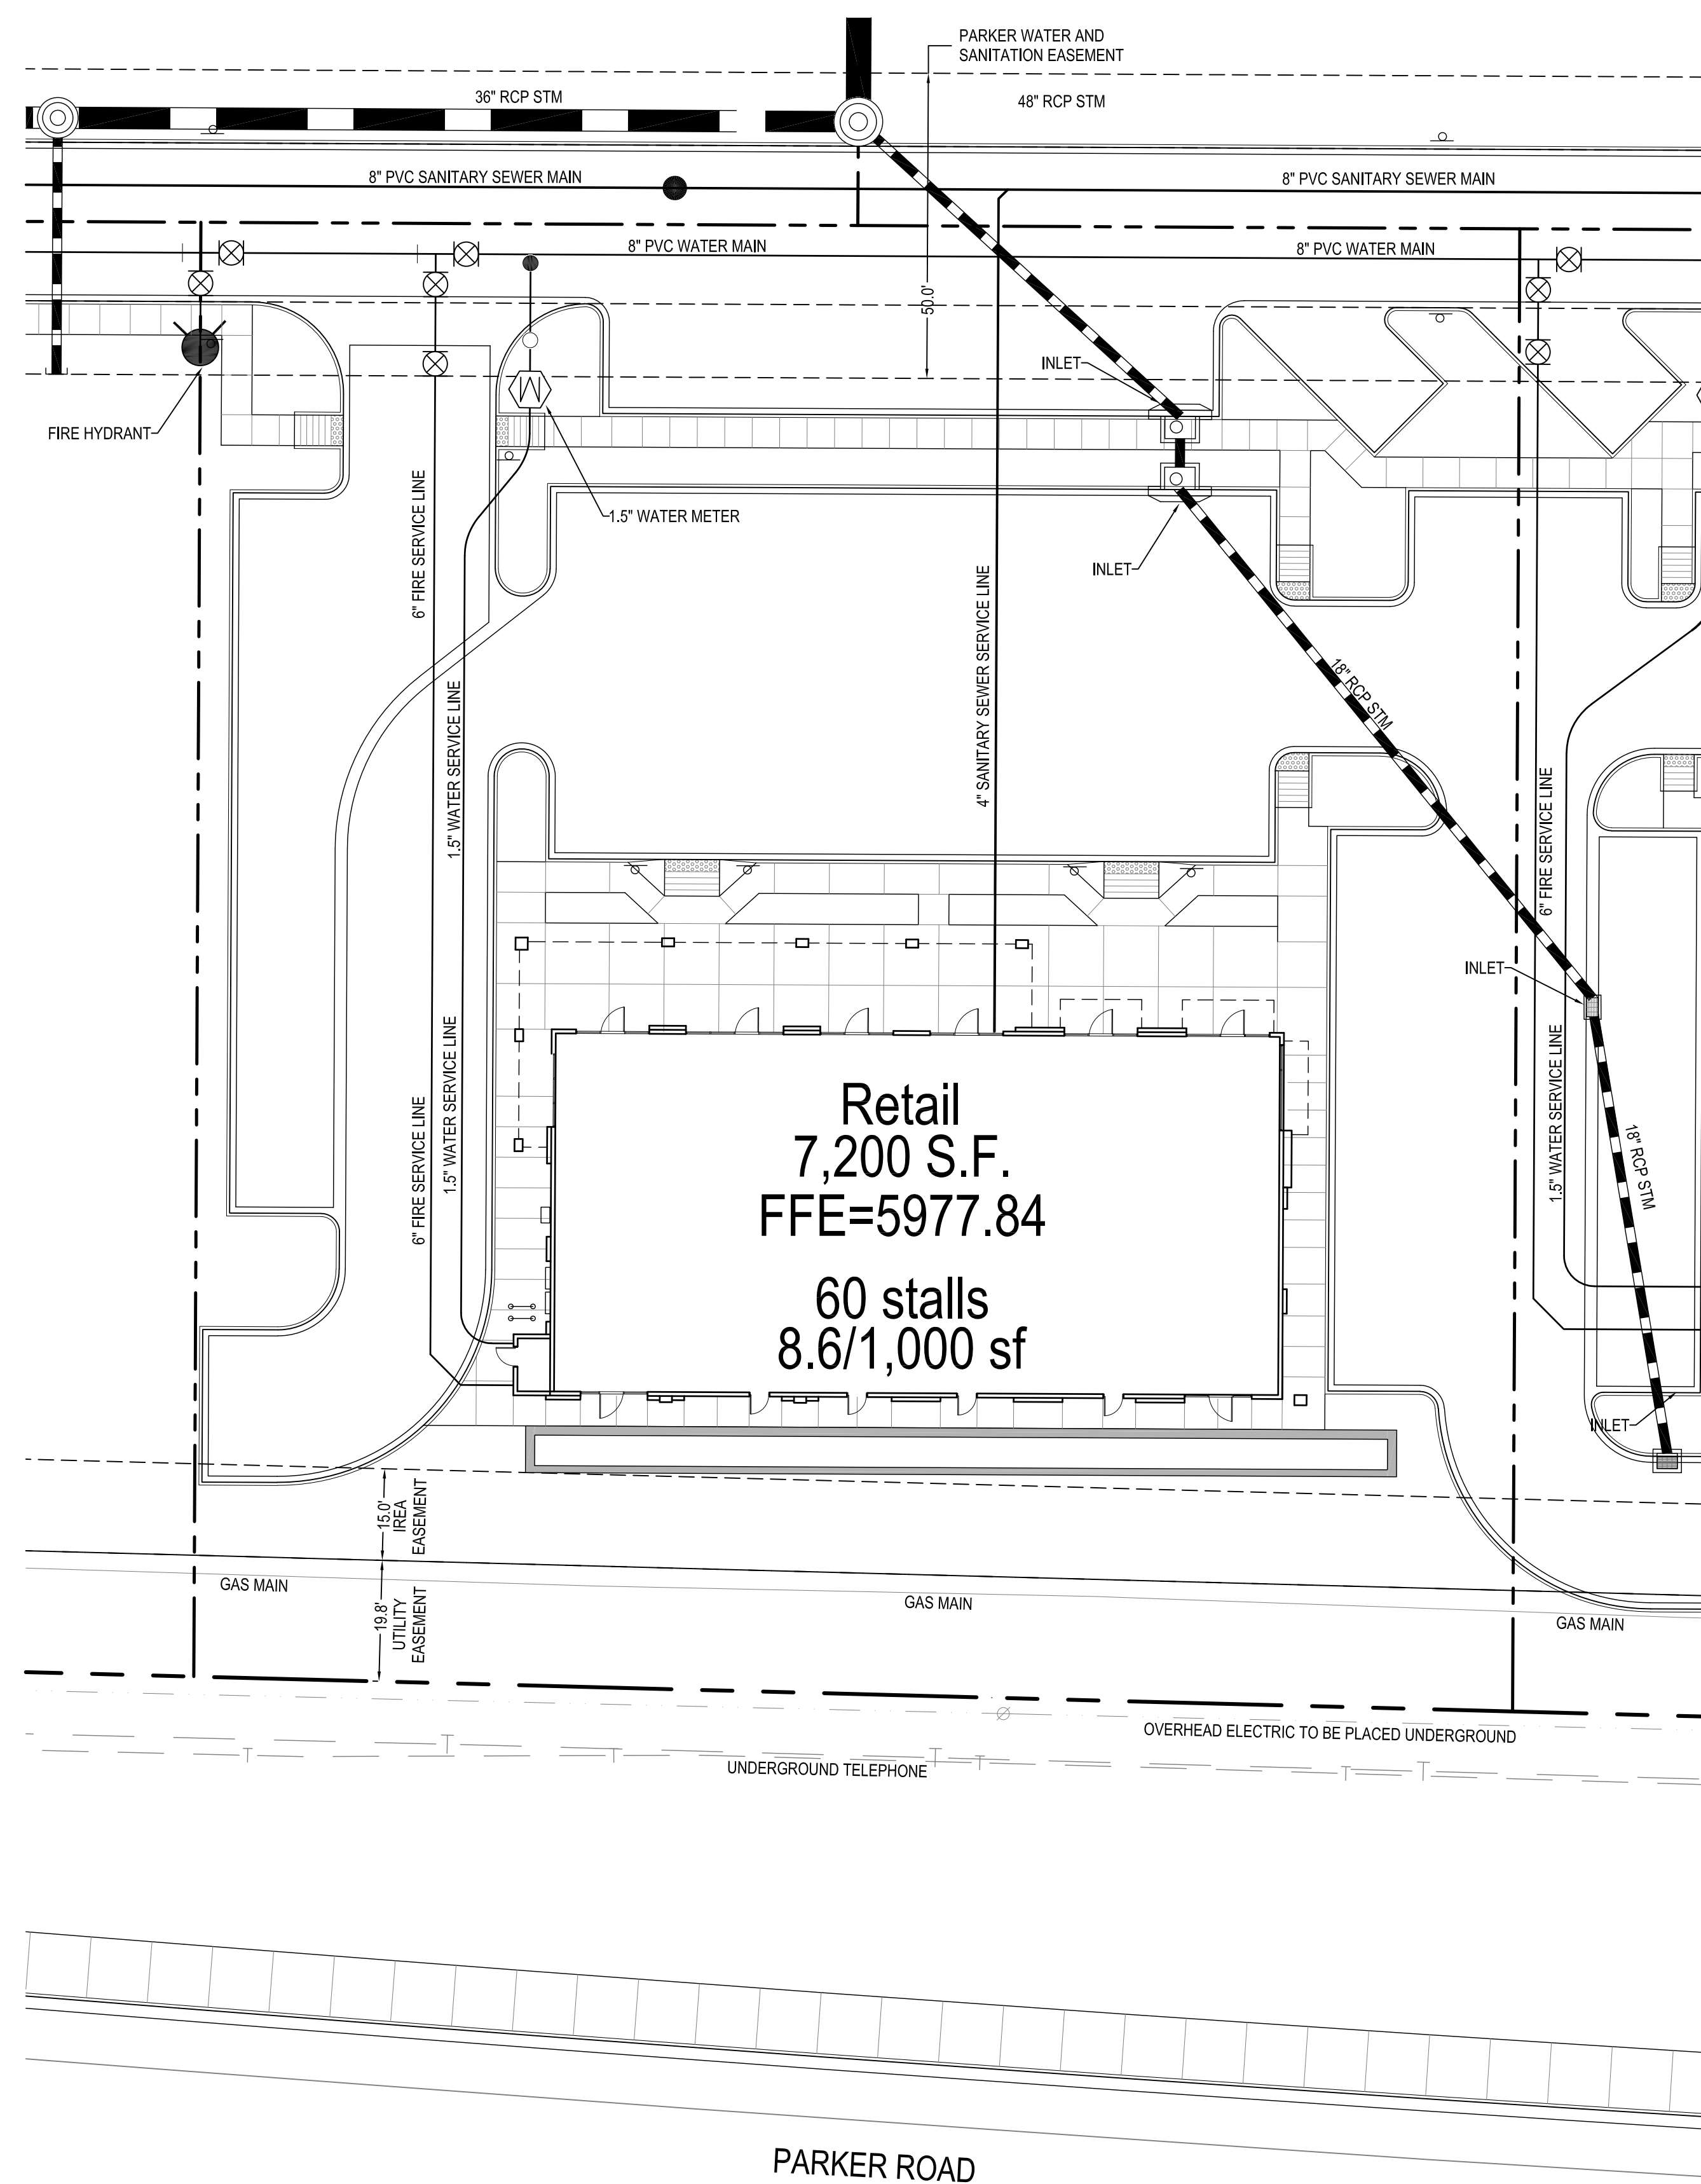 PARKER WATER AND
SANITATION EASEMENT
36" RCP STM
48" RCP STM
8" PVC SANITARY SEWER MAIN
8" PVC SANITARY SEWER MAIN
8" PVC WATER MAIN
8" PVC WATER MAIN
50.0'
INLET
FIRE HYDRANT
W
1.5" WATER METER
6" FIRE SERVICE LINE
INLET
4" SANITARY SEWER SERVICE LINE
18" RCP STM
1.5" WATER SERVICE LINE
6" FIRE SERVICE LINE
INLET
1.5" WATER SERVICE LINE
6" FIRE SERVICE LINE
1.5" WATER SERVICE LINE
18" RCP STM
Retail
7,200 S.F.
FFE=5977.84
60 stalls
8.6/1,000 sf
INLET
15.0'
IREA
EASEMENT
19.8'
UTILITY
EASEMENT
GAS MAIN
GAS MAIN
GAS MAIN
OVERHEAD ELECTRIC TO BE PLACED UNDERGROUND
UNDERGROUND TELEPHONE
PARKER ROAD